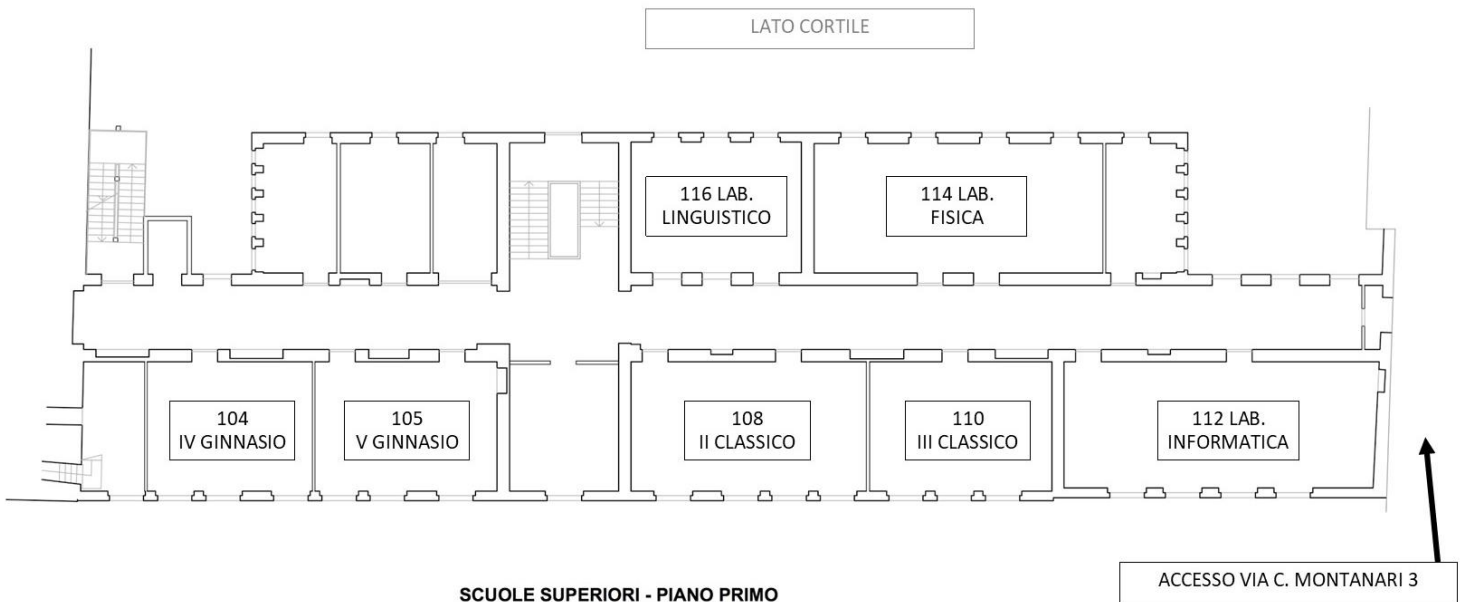 LATO CORTILE
116 LAB.
LINGUISTICO
114 LAB.
FISICA
104
IV GINNASIO
105
V GINNASIO
108
II CLASSICO
110
III CLASSICO
112 LAB.
INFORMATICA
ACCESSO VIA C. MONTANARI 3
SCUOLE SUPERIORI - PIANO PRIMO